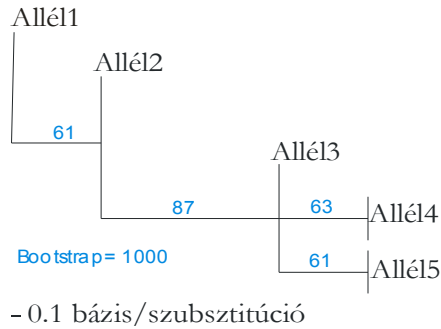 Allél1
Allél2
61
Allél3
87
63
Allél4
Bootstrap= 1000
61
Allél5
- 0.1 bázis/szubsztitúció